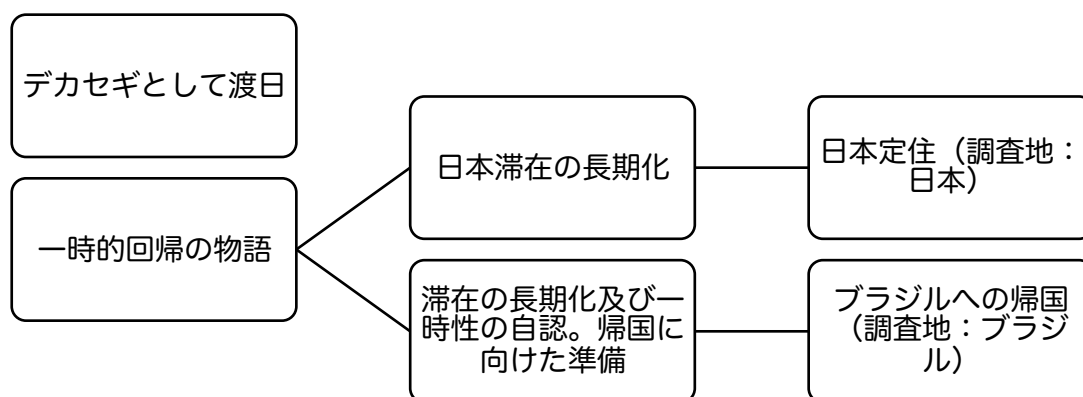 デカセギとして渡日
一時的回帰の物語
日本滞在の長期化
日本定住（調査地：
日本）
滞在の長期化及び一
時性の自認。帰国に
向けた準備
ブラジルへの帰国
（調査地：ブラジ
ル）